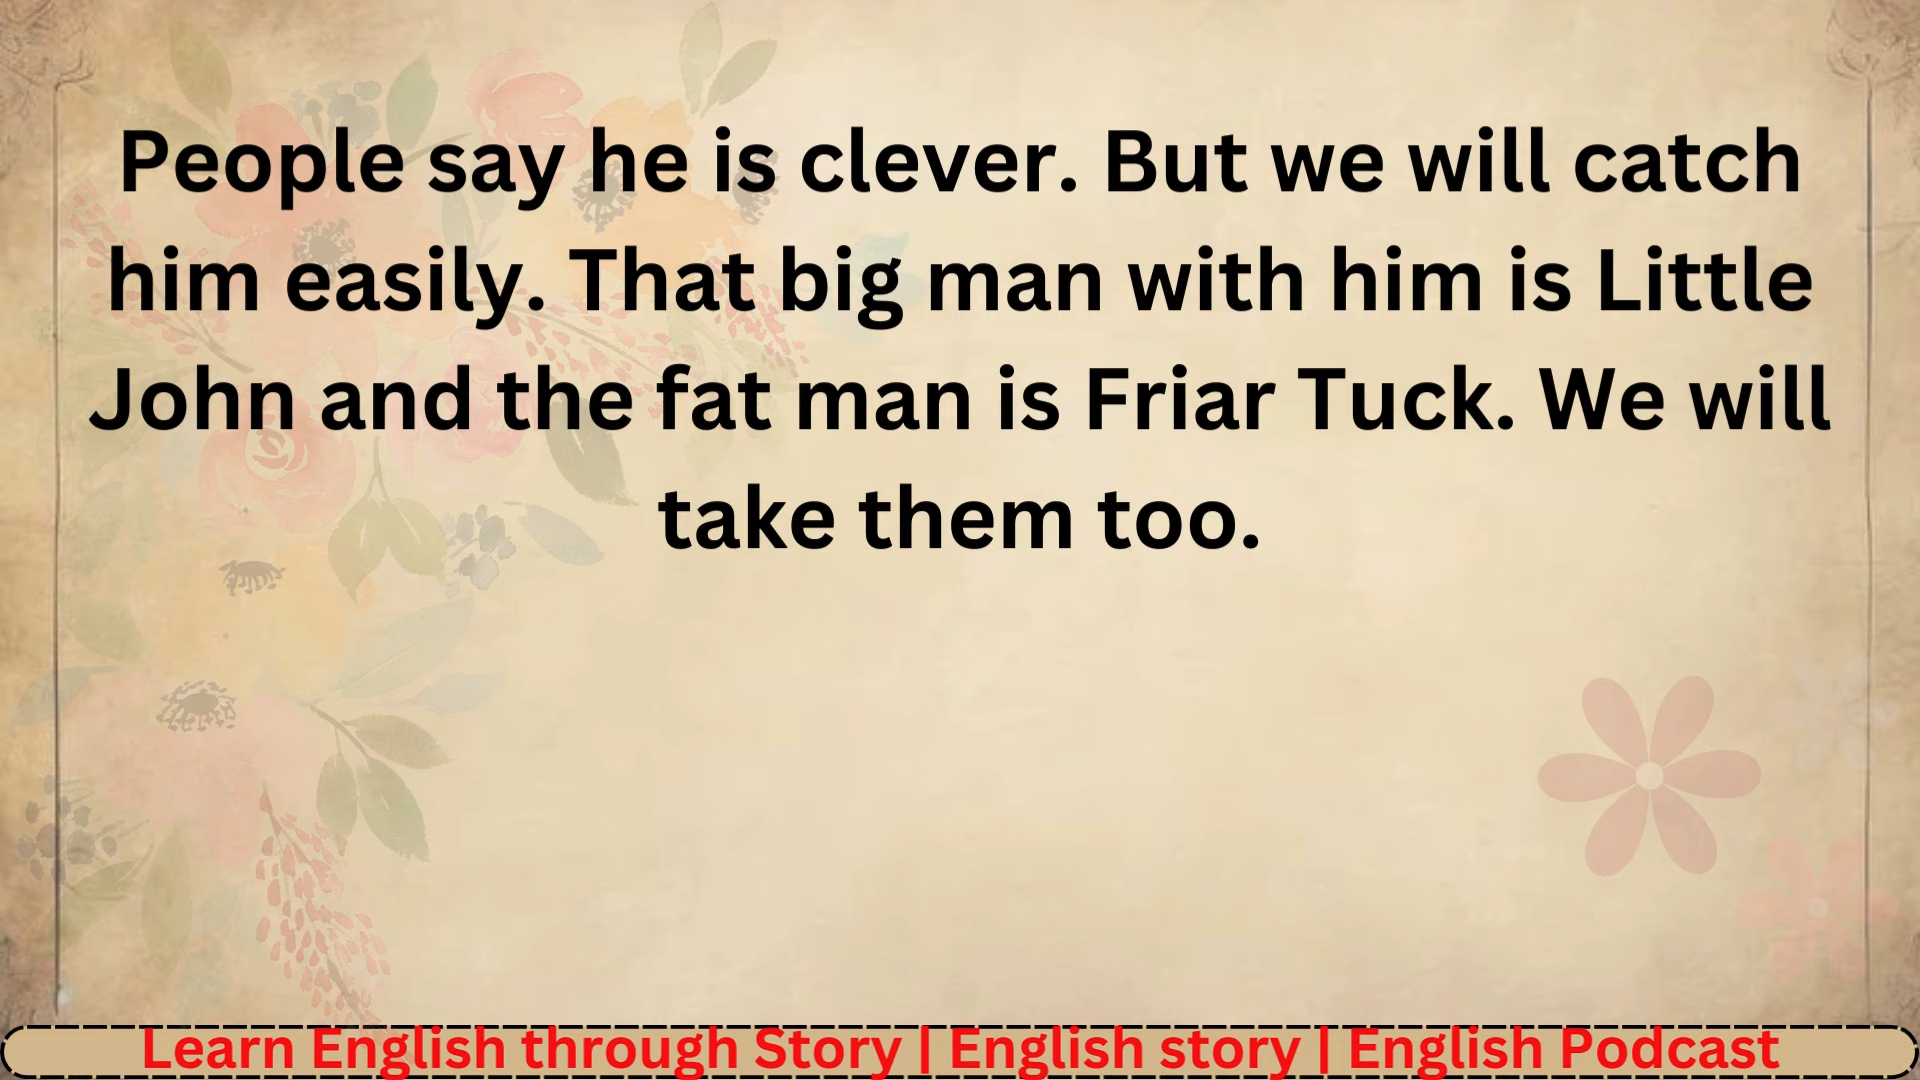 People say he is clever. But we will catch
him easily. That big man with him is Little
John and the fat man is Friar Tuck. We will
take them too.
Learn English through Story | English story | English Podcast